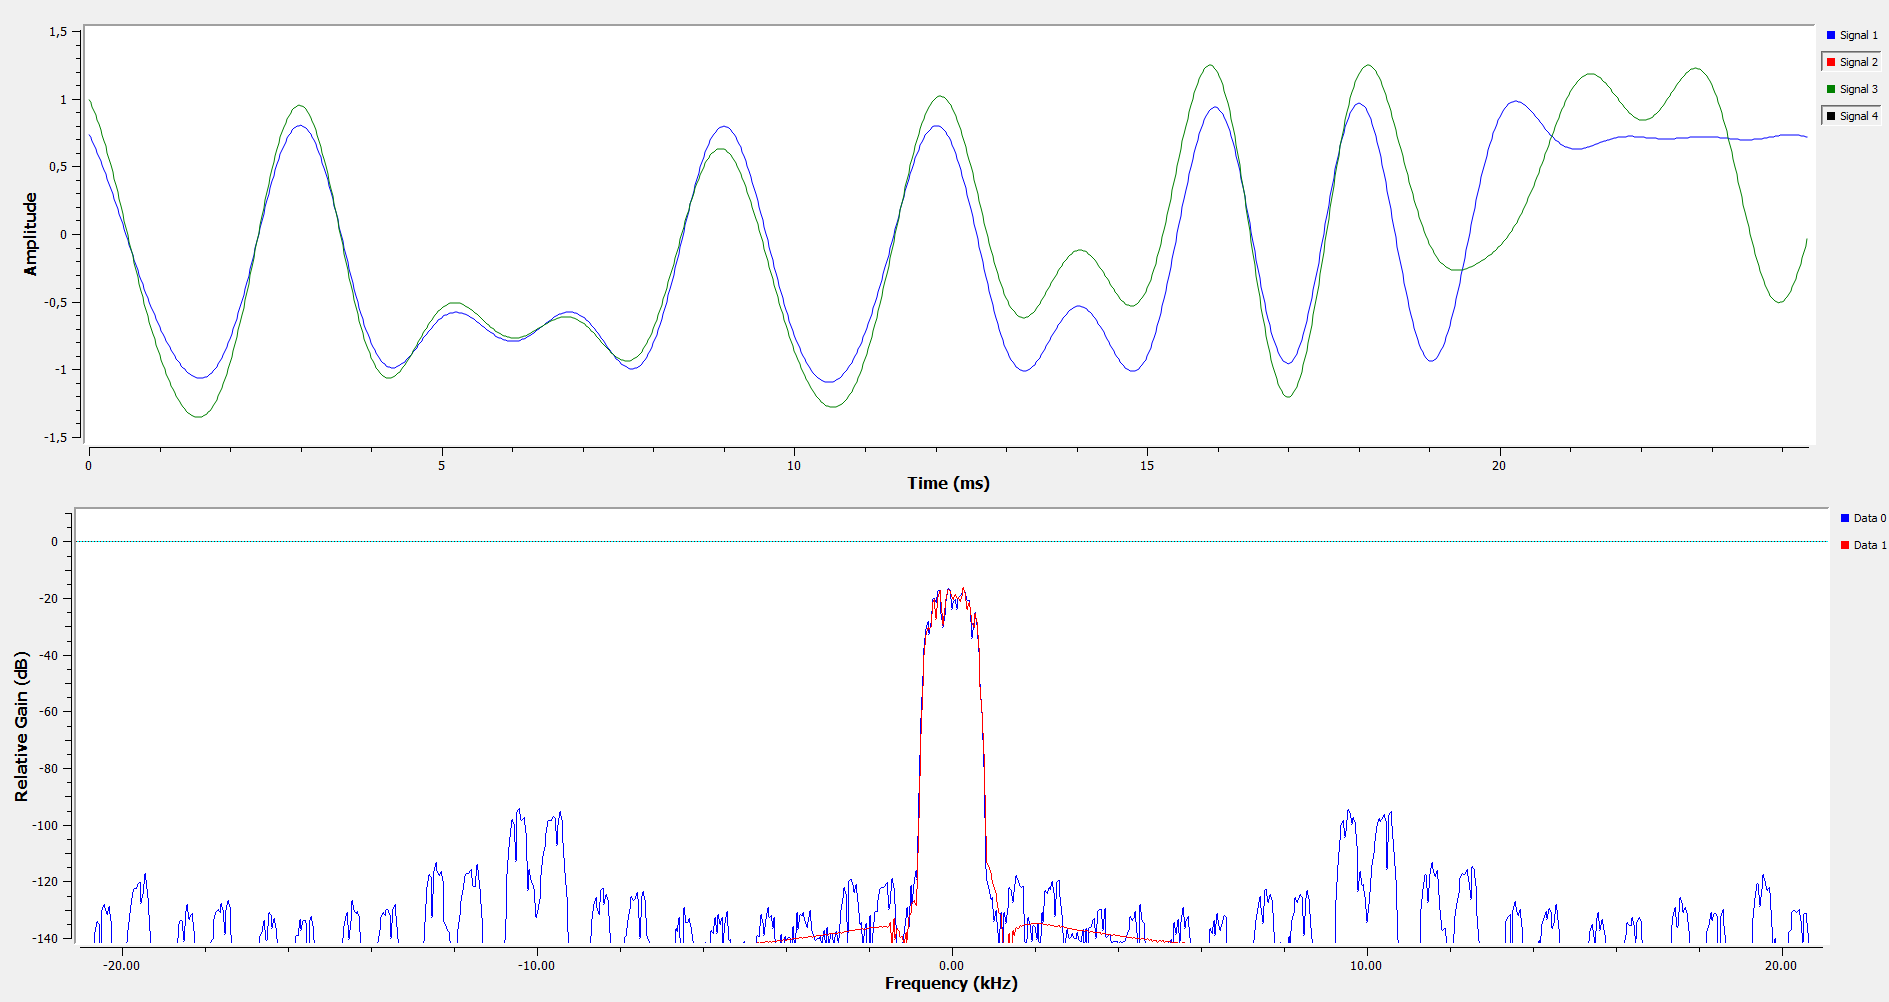 1,5
1
0,5
0
-0,5
-1
-1,5
Amplitude
0
5
10
15
20
Time (ms)
Signal 1
Signal 2
Signal 3
Signal 4
0
-20
-40
-60
-80
-100
-120
-140
Relative Gain (dB)
-20.00
-10.00
0.00
10.00
20.00
Frequency (kHz)
Data 0
Data 1